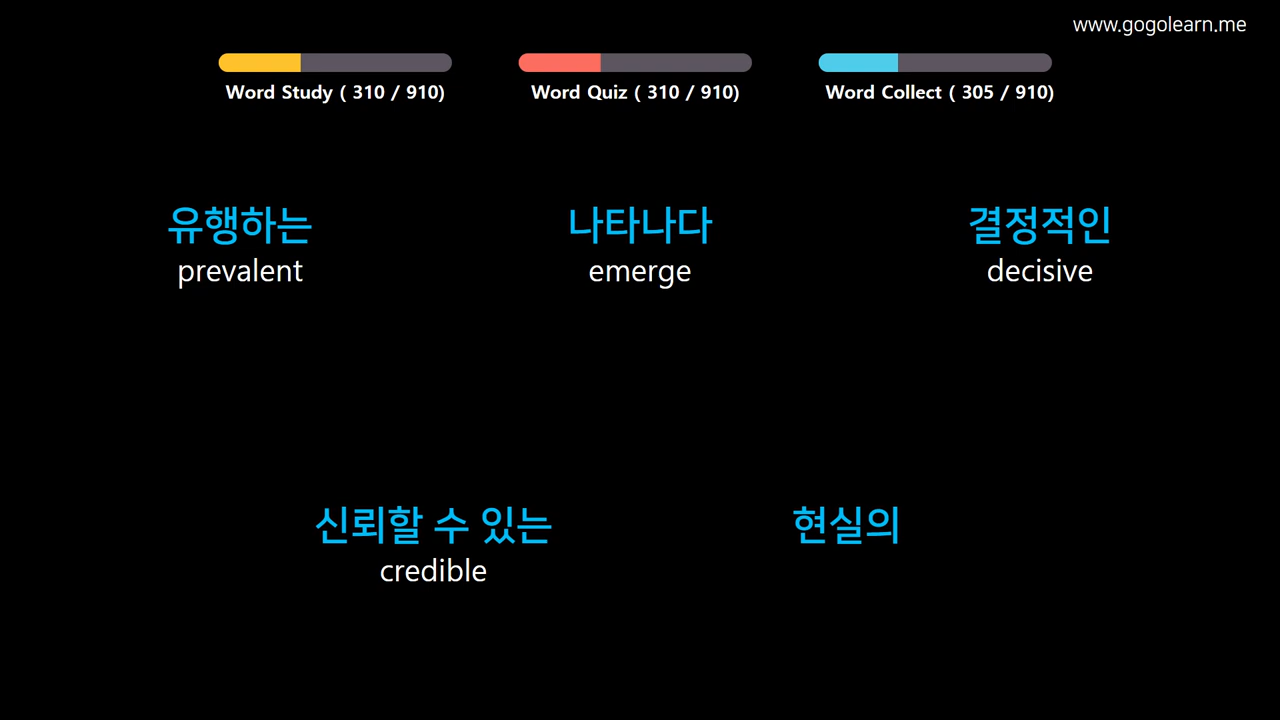 www.gogolearn.me
Word Study ( 310 / 910)
Word Quiz ( 310 / 910)
Word Collect ( 305 / 910)
유행하는
prevalent
나타나다
emerge
결정적인
decisive
신뢰할 수 있는
credible
현실의